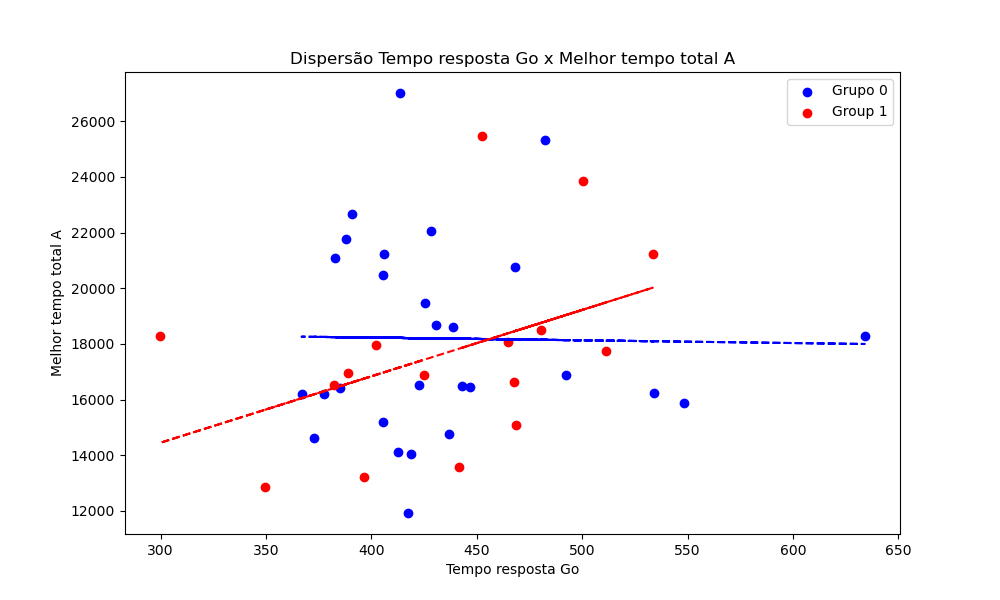 Dispersão Tempo resposta Go x Melhor tempo total A
Grupo 0
Group 1
Melhor tempo total A
26000
24000
22000
20000
18000
16000
14000
12000
300 350 400 450 500 550 600 650
Tempo resposta Go